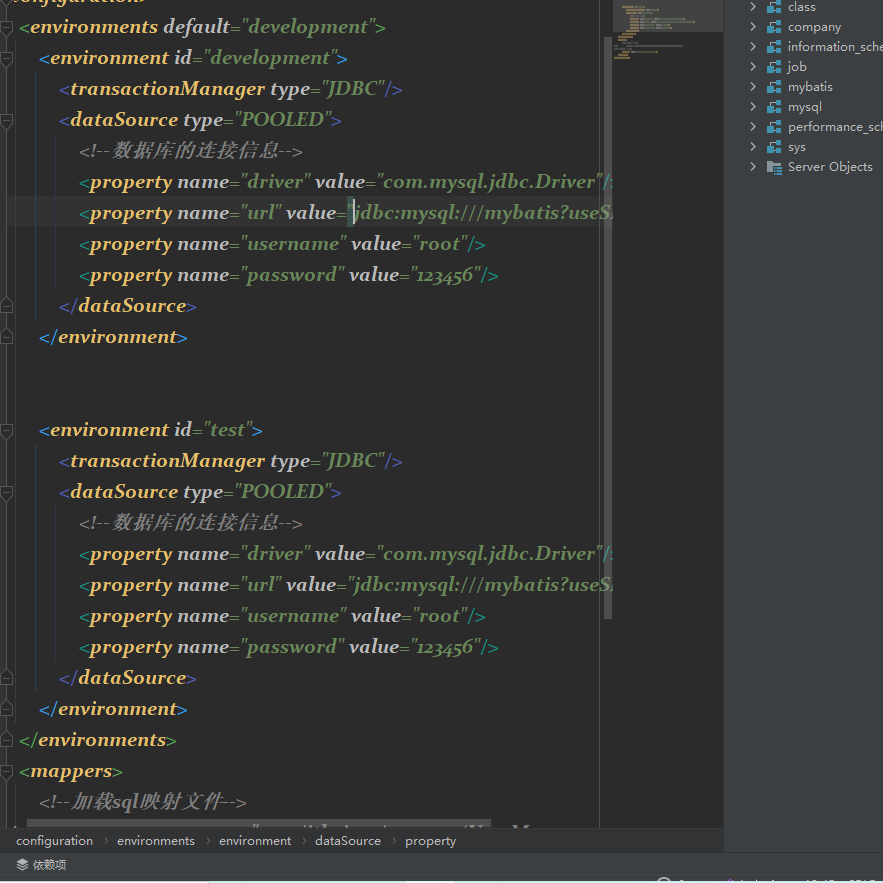 <environments default="development">
<environment id="development">
<transactionManager type="JDBC"/>
<dataSource type="POOLED">
<!--数据库的连接信息-->
<property name="driver" value="com.mysql.jdbc.Driver"/>
<property name="url" value="jdbc:mysql:///mybatis?useS
<property name="username" value="root"/>
<property name="password" value="123456"/>
</dataSource>
</environment>
<environment id="test">
<transactionManager type="JDBC"/>
<dataSource type="POOLED">
<!--数据库的连接信息-->
<property name="driver" value="com.mysql.jdbc.Driver"/
<property name="url" value="jdbc:mysql:///mybatis?useS
<property name="username" value="root"/>
<property name="password" value="123456"/>
</dataSource>
</environment>
</environments>
<mappers>
<!--加载sql映射文件-->
configuration > environments > environment > dataSource > property
依赖项
class
company
information_sche
job
mybatis
mysql
performance_sch
sys
Server Objects